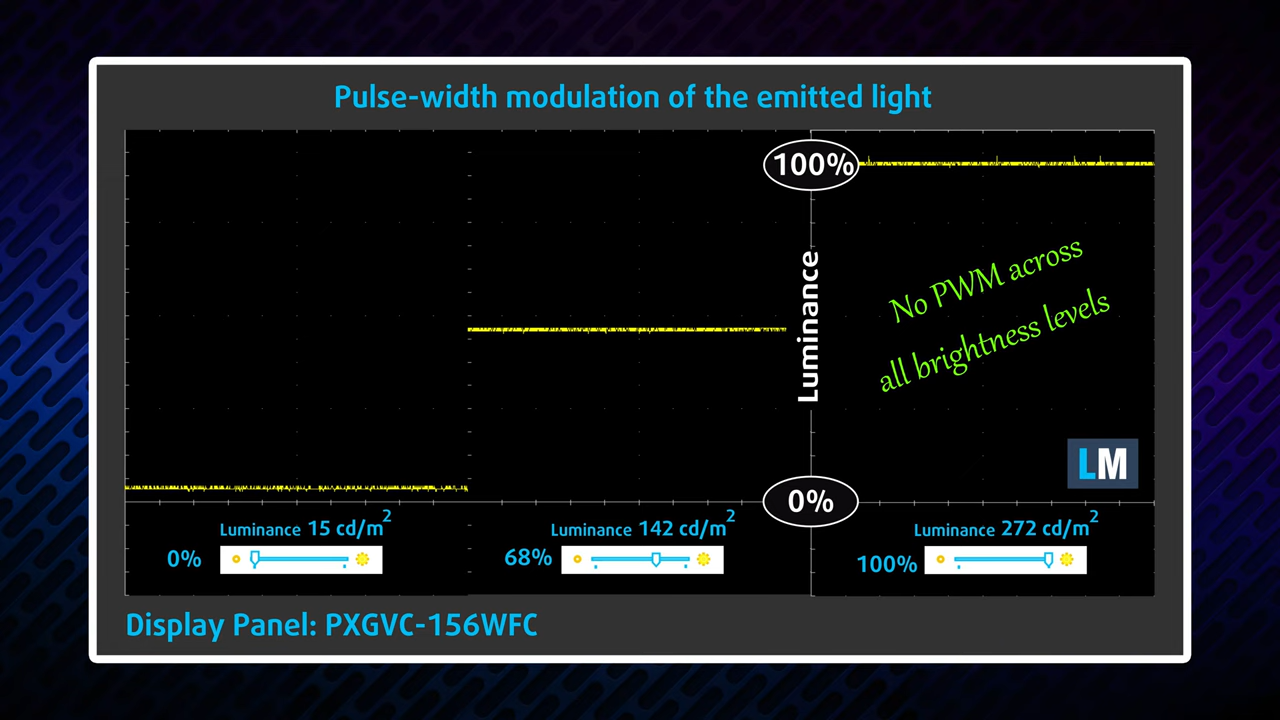 Pulse-width modulation of the emitted light
100%
Luminance
No PWM across
all brightness levels
LM
0%
Luminance 15 cd/m²
0%
Luminance 142 cd/m²
68%
Luminance 272 cd/m²
100%
Display Panel: PXGVC-156WFC